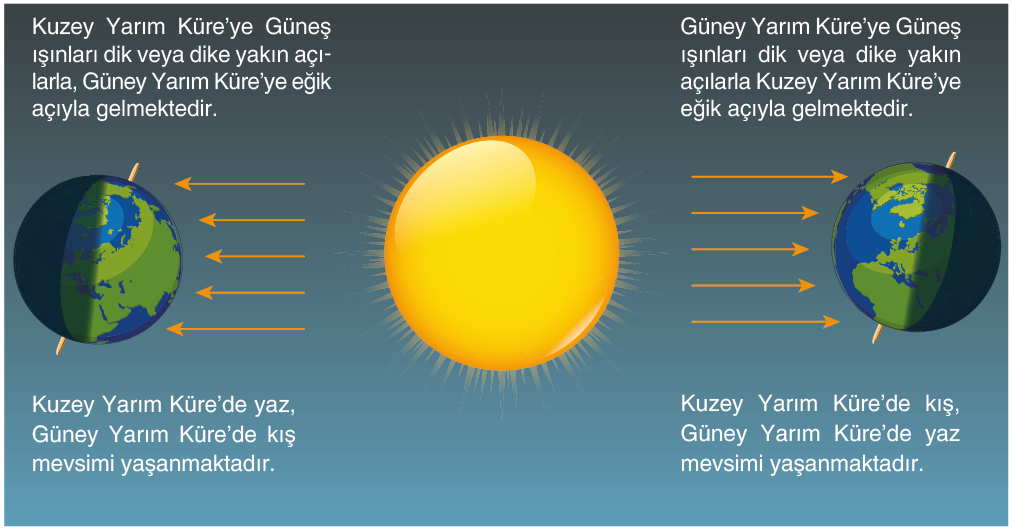 Kuzey Yarım Küre’ye Güneş
ışınları dik veya dike yakın açı-
larla, Güney Yarım Küre’ye eğik
açıyla gelmektedir.
Güney Yarım Küre’ye Güneş
ışınları dik veya dike yakın
açılarla Kuzey Yarım Küre’ye
eğik açıyla gelmektedir.
Kuzey Yarım Küre’de yaz,
Güney Yarım Küre’de kış
mevsimi yaşanmaktadır.
Kuzey Yarım Küre’de kış,
Güney Yarım Küre’de yaz
mevsimi yaşanmaktadır.